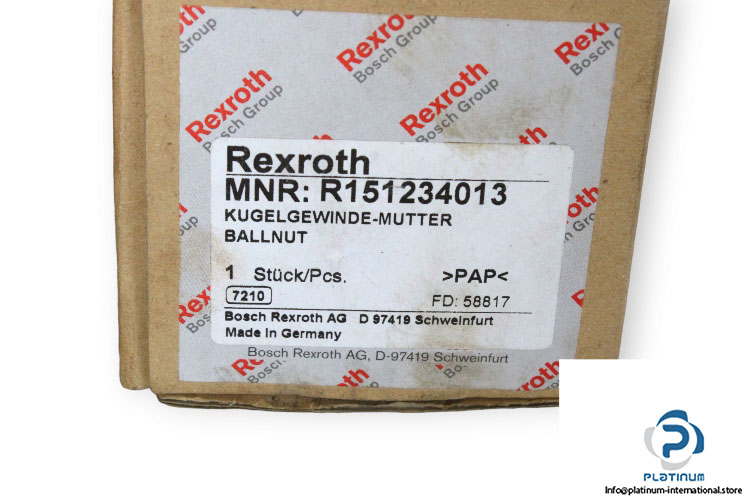 Rexroth
Bosch Group
Rexroth
Bosch Group
Rexroth
Bosch Group
Rexroth
Bosch Group
Rexroth
MNR: R151234013
KUGELGEWINDE-MUTTER
BALLNUT
1 Stück/Pcs. >PAP<
7210 FD: 58817
Bosch Rexroth AG D 97419 Schweinfurt
Made in Germany
Bosch Rexroth AG, D-97419 Schweinfurt
Rexroth
PLATINUM
Info@platinum-international.store